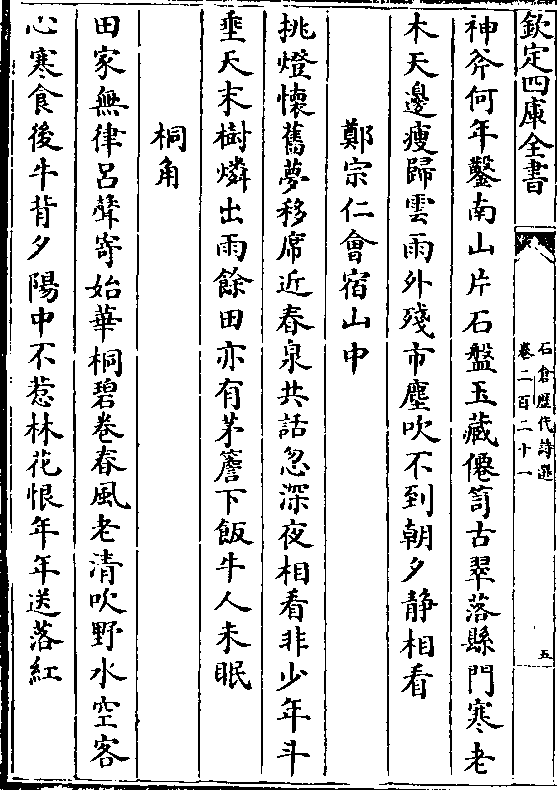 欽定四庫全書
石倉歷代詩選
卷二百二十一
五
神斧何年鑿南山片石盤玉藏僊篆古翠落縣門寒老
木天邊瘦歸雲雨外殘市塵吹不到朝夕静相看
鄭宗仁會宿山中
挑燈懷舊夢移席近春泉共話忽深夜相看非少年斗
垂天末樹燐出雨餘田亦有茅簷下飯牛人未眠
桐角
田家無律呂聲寄始華桐碧卷春風老清吹野水空客
心寒食後牛背夕陽中不惹林花恨年年送落紅